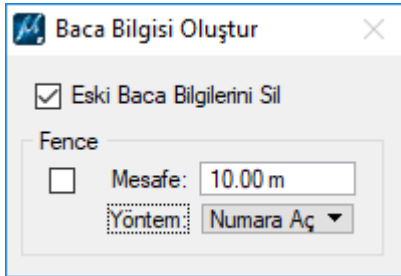 Baca Bilgisi Oluştur
Eski Baca Bilgilerini Sil
Fence
Mesafe: 10.00 m
Yöntem: Numara Aç